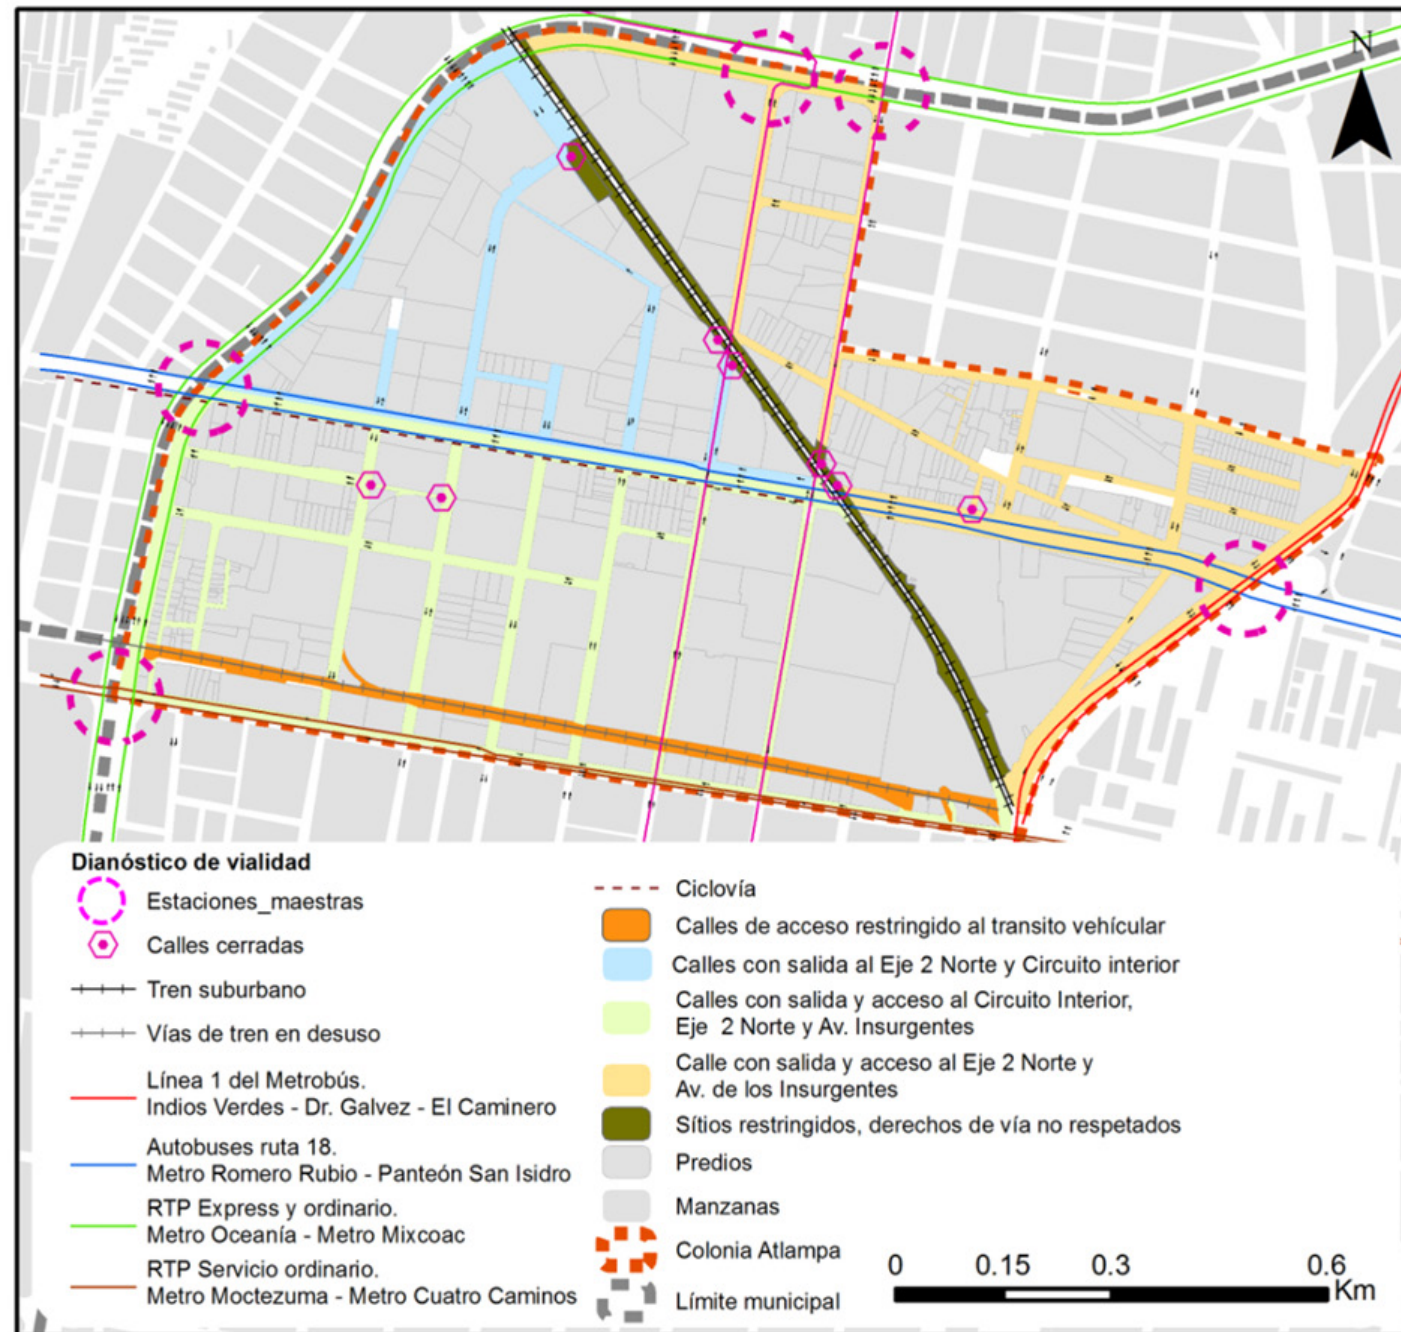 N
Dianóstico de vialidad
Estaciones_maestras
Calles cerradas
Tren suburbano
Vías de tren en desuso
Línea 1 del Metrobús.
Indios Verdes - Dr. Galvez - El Caminero
Autobuses ruta 18.
Metro Romero Rubio - Panteón San Isidro
RTP Express y ordinario.
Metro Oceanía - Metro Mixcoac
RTP Servicio ordinario.
Metro Moctezuma - Metro Cuatro Caminos
Ciclovía
Calles de acceso restringido al transito vehícular
Calles con salida al Eje 2 Norte y Circuito interior
Calles con salida y acceso al Circuito Interior,
Eje 2 Norte y Av. Insurgentes
Calle con salida y acceso al Eje 2 Norte y
Av. de los Insurgentes
Sítios restringidos, derechos de vía no respetados
Predios
Manzanas
Colonia Atlampa
Límite municipal
0 0.15 0.3 0.6
Km